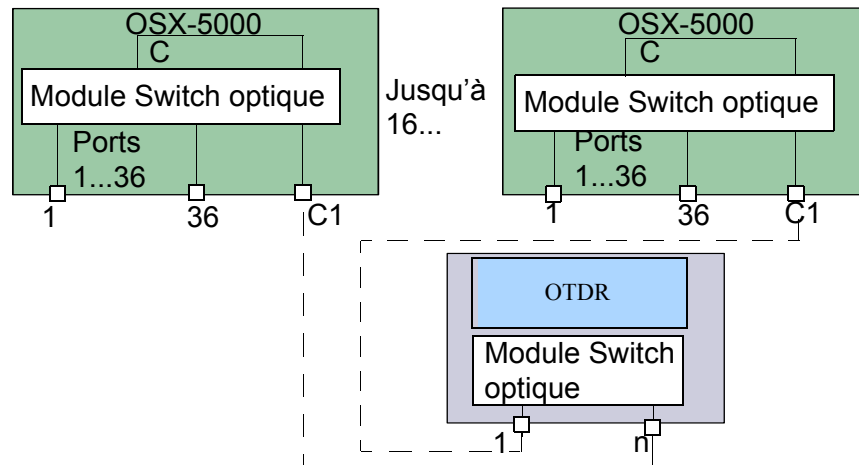 OSX-5000
C
Module Switch optique
Ports
1...36
1
36
C1
Jusqu'à
16...
OSX-5000
C
Module Switch optique
Ports
1...36
1
36
C1
OTDR
Module Switch
optique
1
n